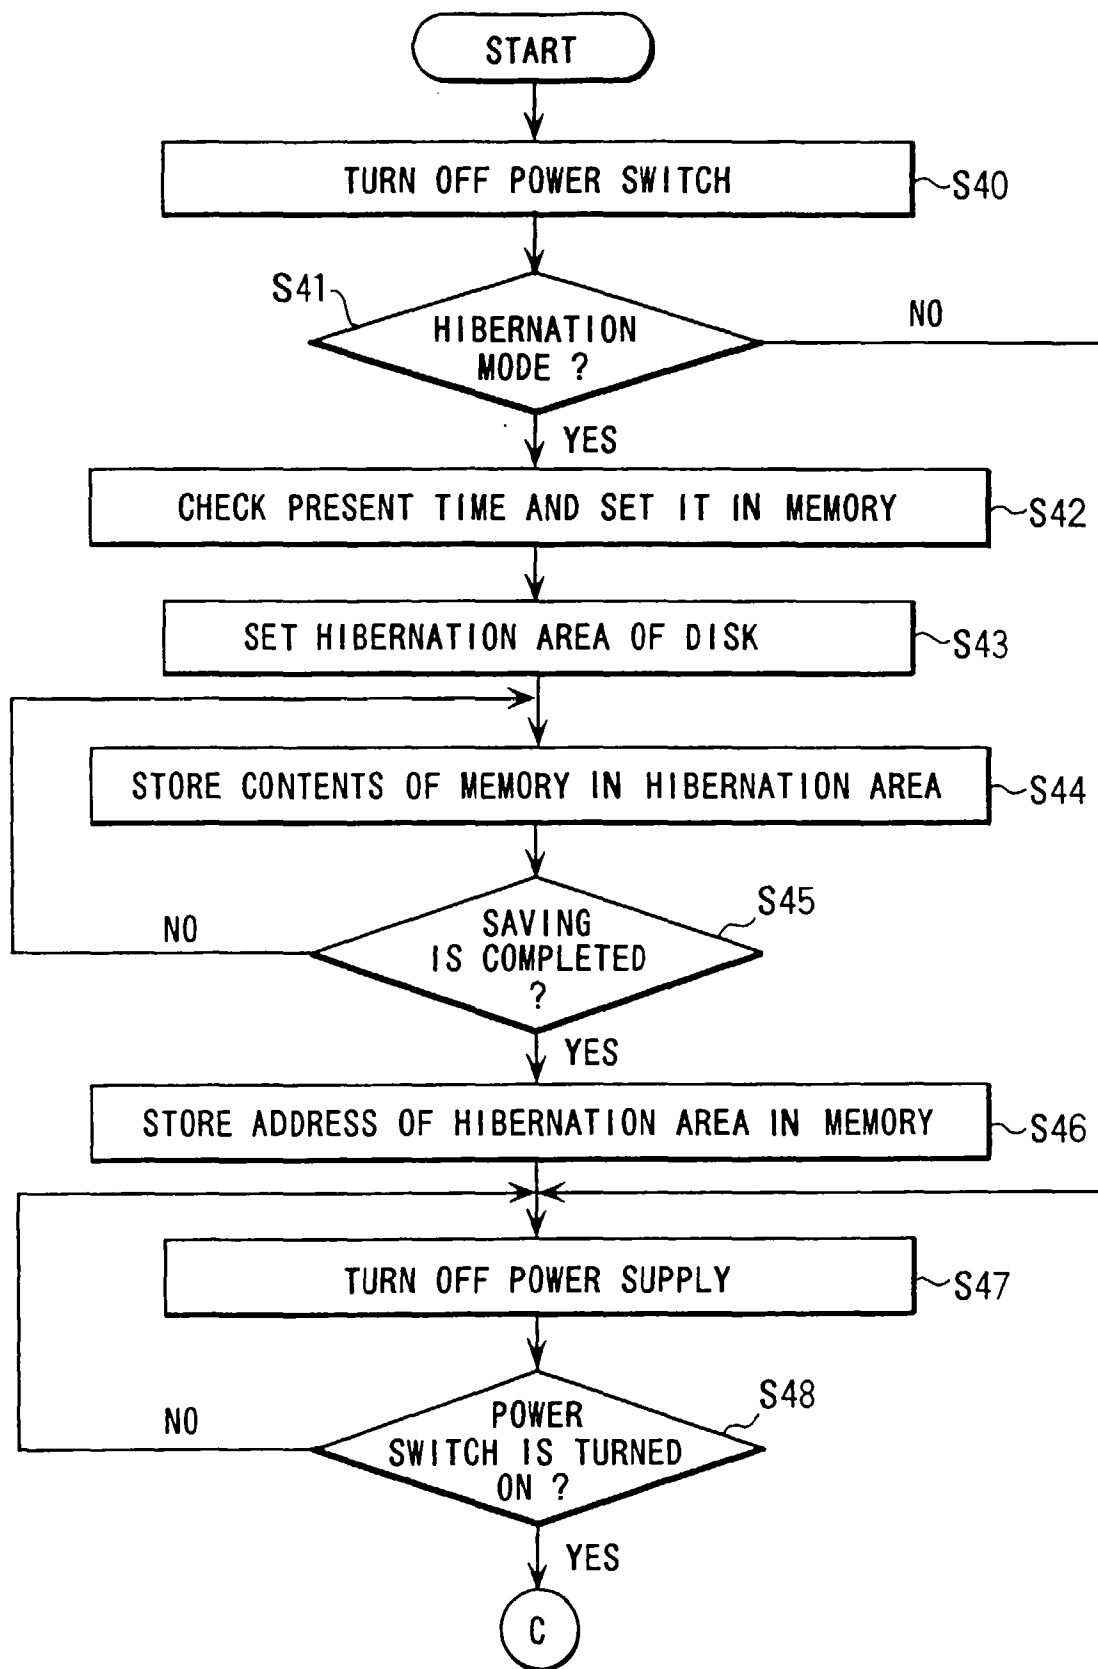 START
TURN OFF POWER SWITCH
S40
S41
HIBERNATION
MODE ?
NO
YES
CHECK PRESENT TIME AND SET IT IN MEMORY
S42
SET HIBERNATION AREA OF DISK
S43
STORE CONTENTS OF MEMORY IN HIBERNATION AREA
S44
S45
SAVING
IS COMPLETED
?
NO
YES
STORE ADDRESS OF HIBERNATION AREA IN MEMORY
S46
TURN OFF POWER SUPPLY
S47
S48
POWER
SWITCH IS TURNED
ON ?
NO
YES
C